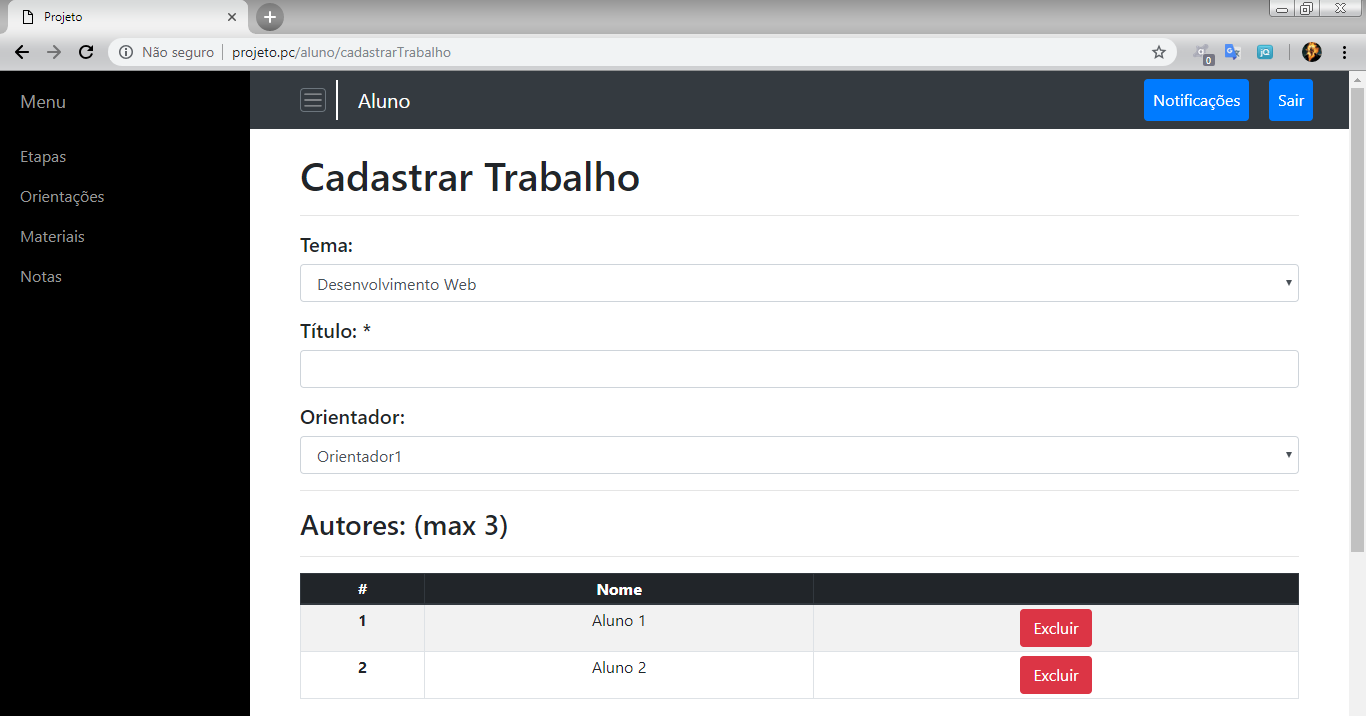 Projeto
Não seguro | projeto.pc/aluno/cadastrarTrabalho
0
jQ
Menu
Aluno
Notificações
Sair
Etapas
Orientações
Materiais
Notas
Cadastrar Trabalho
Tema:
Desenvolvimento Web
Título: *
Orientador:
Orientador1
Autores: (max 3)
# Nome
1 Aluno 1 Excluir
2 Aluno 2 Excluir